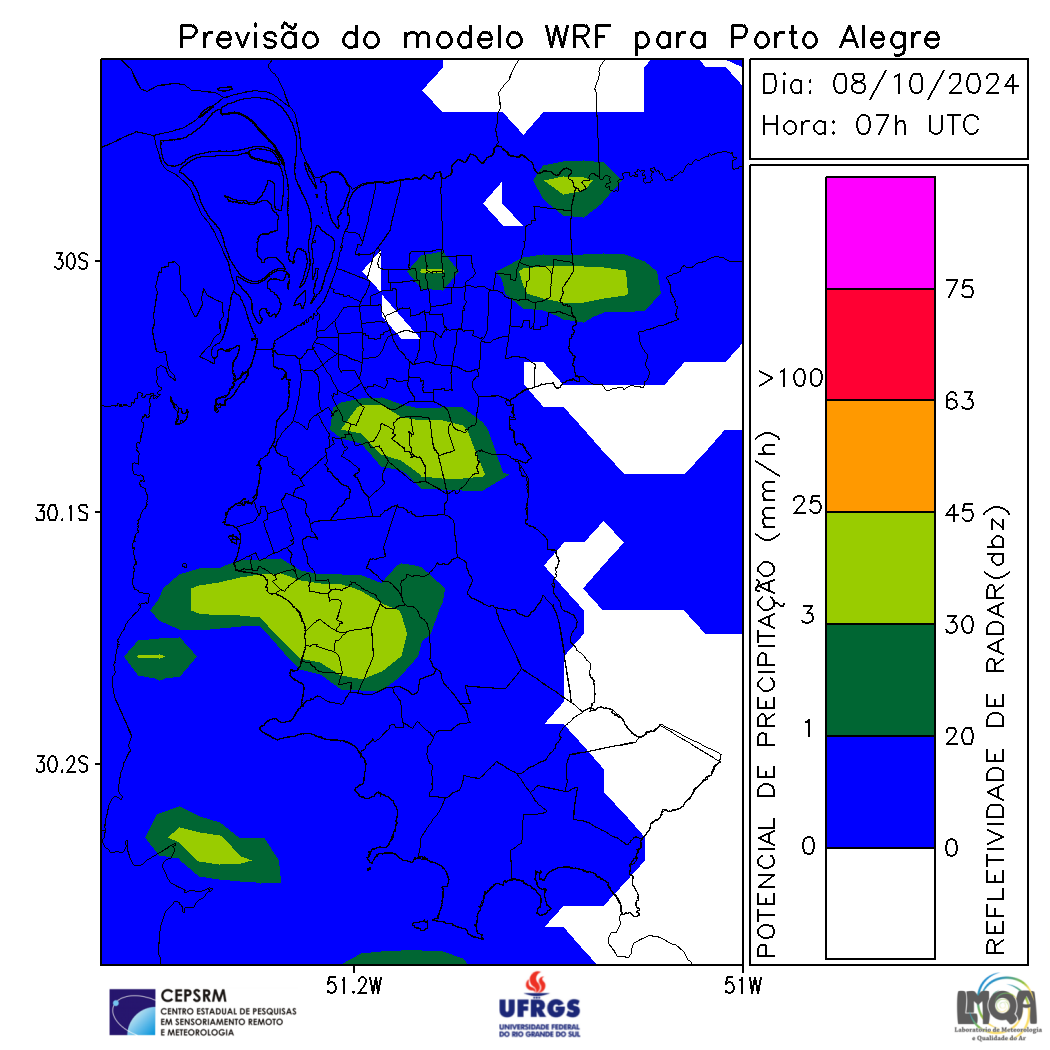 Previsão do modelo WRF para Porto Alegre
Dia: 08/10/2024
Hora: 07h UTC
30S
30.1S
30.2S
51.2W
51W
POTENCIAL DE PRECIPITAÇÃO (mm/h)
>100
25
3
1
0
75
63
45
30
20
0
REFLETIVIDADE DE RADAR(dbz)
CEPSRM
CENTRO ESTADUAL DE PESQUISAS
EM SENSORIAMENTO REMOTO
E METEOROLOGIA
UFRGS
UNIVERSIDADE FEDERAL
DO RIO GRANDE DO SUL
LMQA
Laboratório de Meteorologia
e Qualidade do Ar